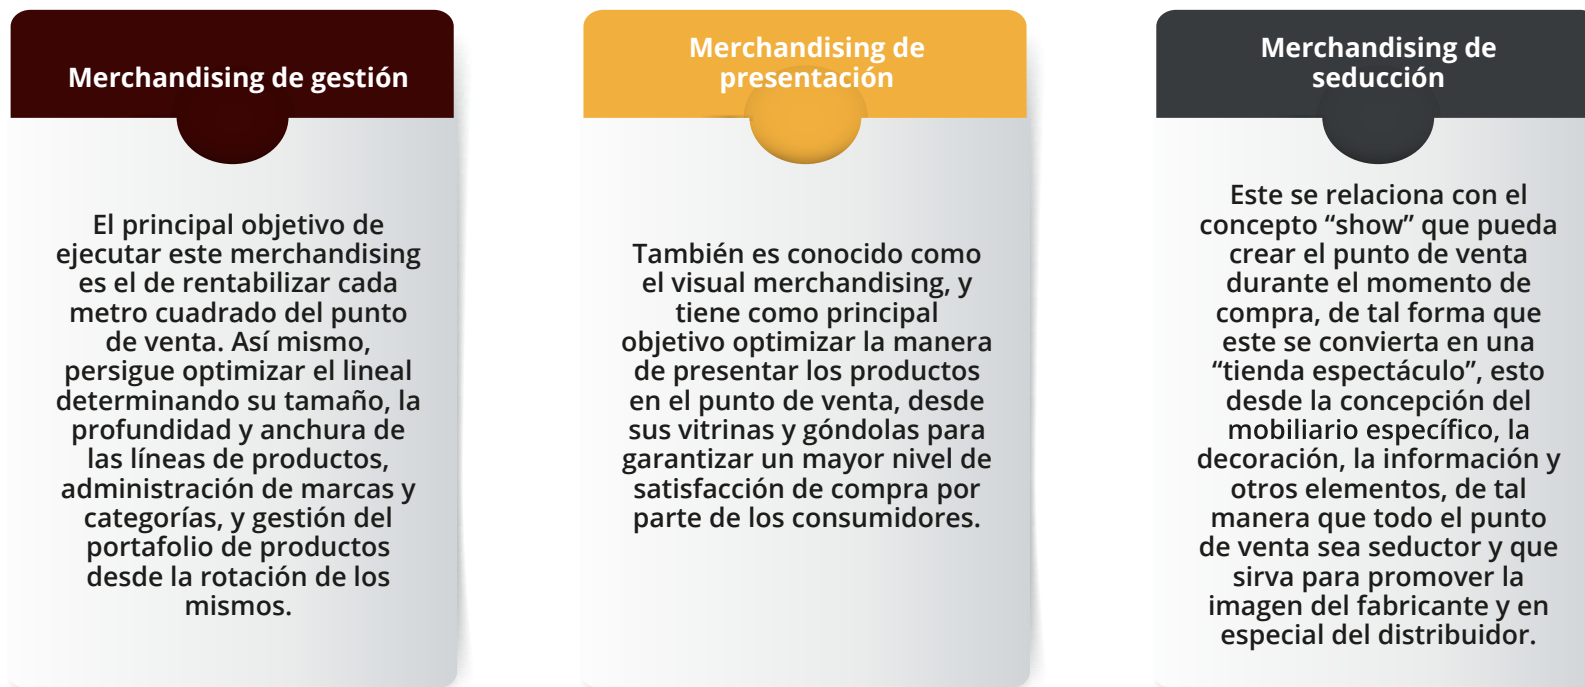 Merchandising de gestión
El principal objetivo de
ejecutar este merchandising
es el de rentabilizar cada
metro cuadrado del punto
de venta. Así mismo,
persigue optimizar el lineal
determinando su tamaño, la
profundidad y anchura de
las líneas de productos,
administración de marcas y
categorías, y gestión del
portafolio de productos
desde la rotación de los
mismos.
Merchandising de
presentación
También es conocido como
el visual merchandising, y
tiene como principal
objetivo optimizar la manera
de presentar los productos
en el punto de venta, desde
sus vitrinas y góndolas para
garantizar un mayor nivel de
satisfacción de compra por
parte de los consumidores.
Merchandising de
seducción
Este se relaciona con el
concepto “show” que pueda
crear el punto de venta
durante el momento de
compra, de tal forma que
este se convierta en una
“tienda espectáculo”, esto
desde la concepción del
mobiliario específico, la
decoración, la información y
otros elementos, de tal
manera que todo el punto
de venta sea seductor y que
sirva para promover la
imagen del fabricante y en
especial del distribuidor.